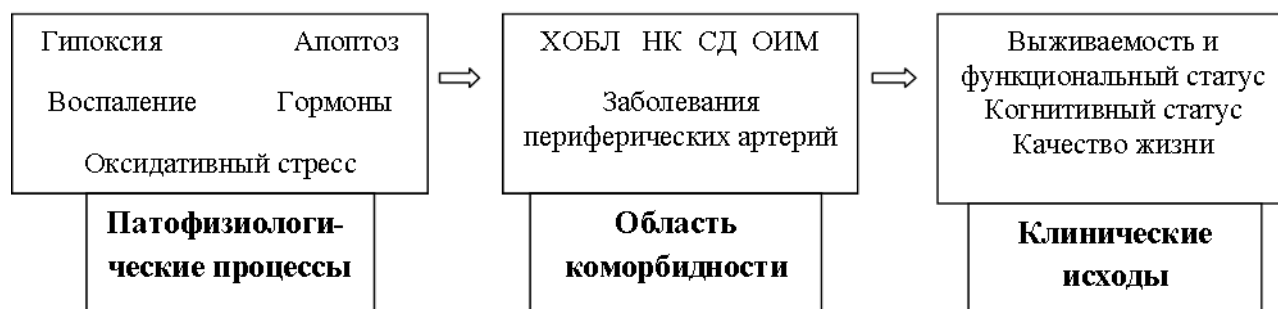 Гипоксия Апоптоз
Воспаление Гормоны
Оксидативный стресс
Патофизиологи-
ческие процессы
ХОБЛ НК СД ОИМ
Заболевания
периферических артерий
Область
коморбидности
Выживаемость и
функциональный статус
Когнитивный статус
Качество жизни
Клинические
исходы